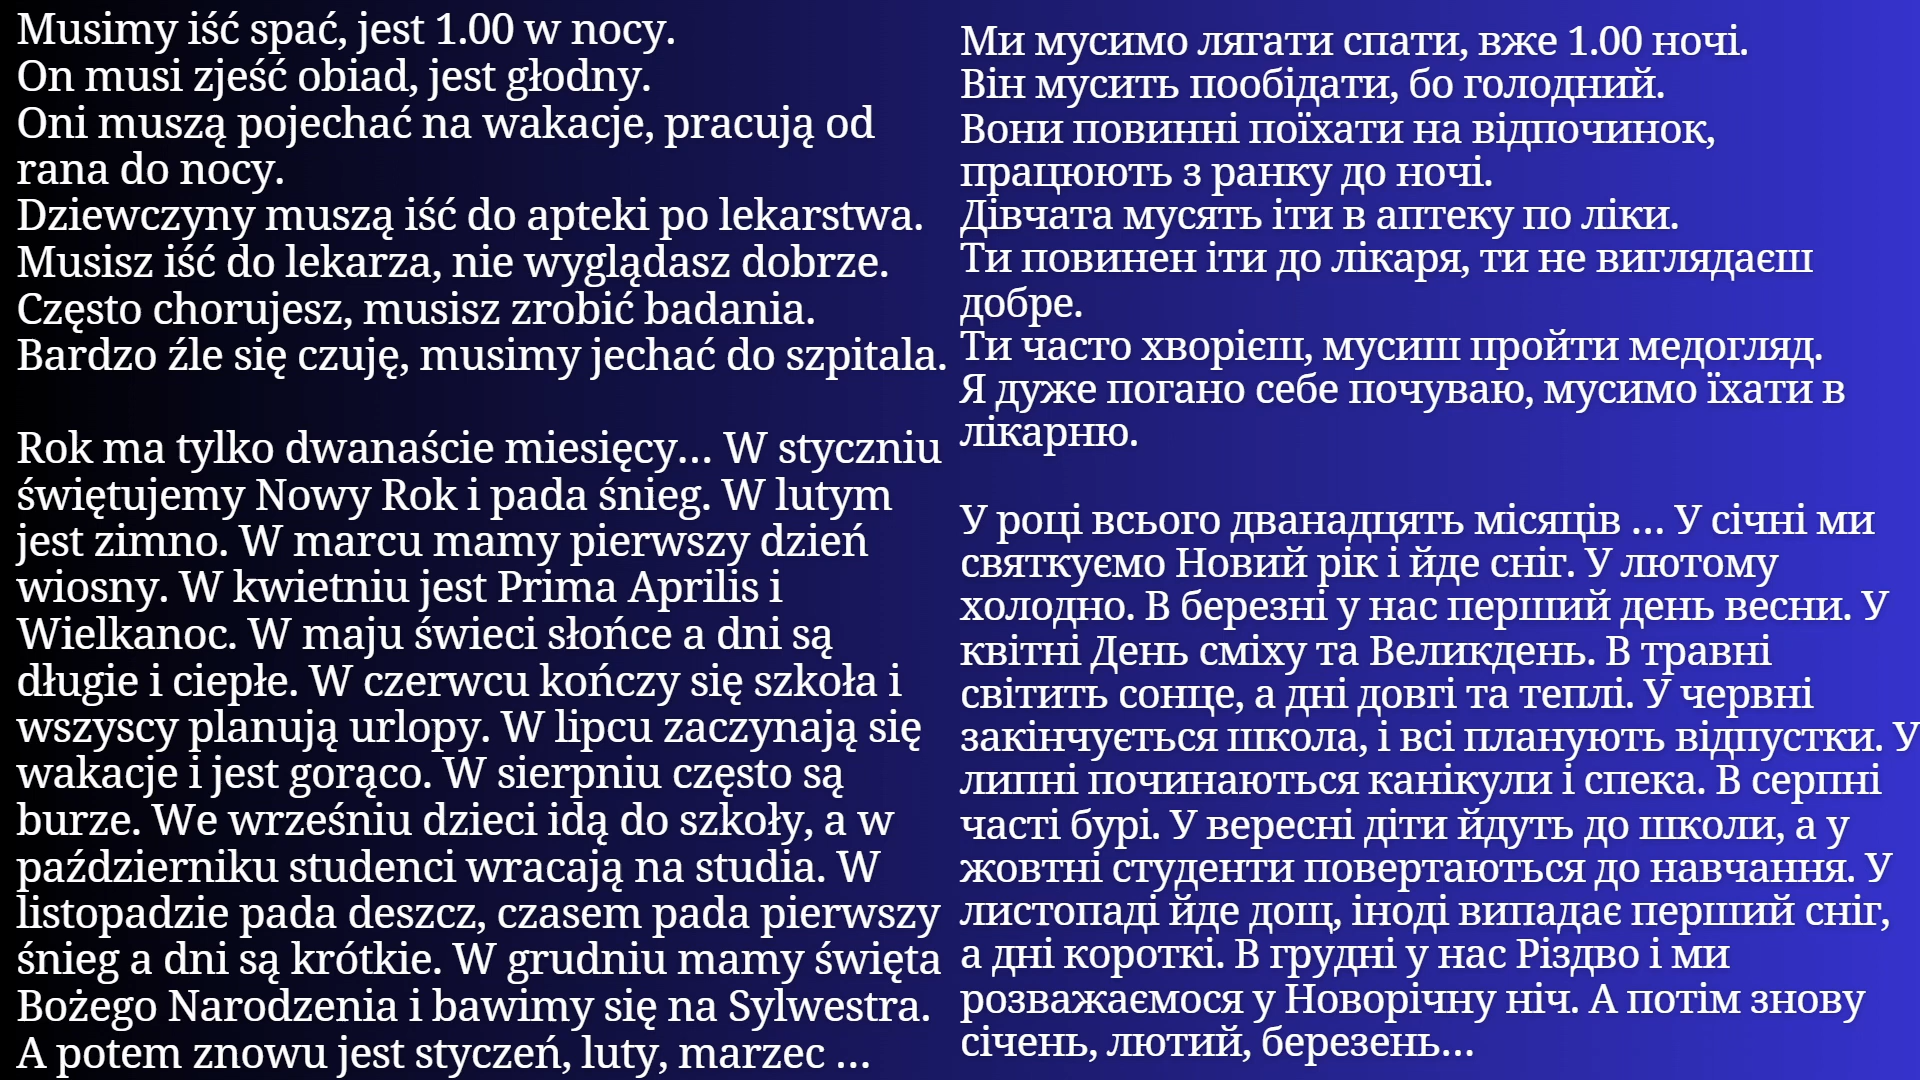 Musimy iść spać, jest 1.00 w nocy.
On musi zjeść obiad, jest głodny.
Oni muszą pojechać na wakacje, pracują od
rana do nocy.
Dziewczyny muszą iść do apteki po lekarstwa.
Musisz iść do lekarza, nie wyglądasz dobrze.
Często chorujesz, musisz zrobić badania.
Bardzo źle się czuję, musimy jechać do szpitala.
Rok ma tylko dwanaście miesięcy... W styczniu
świętujemy Nowy Rok i pada śnieg. W lutym
jest zimno. W marcu mamy pierwszy dzień
wiosny. W kwietniu jest Prima Aprilis i
Wielkanoc. W maju świeci słońce a dni są
długie i ciepłe. W czerwcu kończy się szkoła i
wszyscy planują urlopy. W lipcu zaczynają się
wakacje i jest gorąco. W sierpniu często są
burze. We wrześniu dzieci idą do szkoły, a w
październiku studenci wracają na studia. W
listopadzie pada deszcz, czasem pada pierwszy
śnieg a dni są krótkie. W grudniu mamy święta
Bożego Narodzenia i bawimy się na Sylwestra.
A potem znowu jest styczeń, luty, marzec ...
Ми мусимо лягати спати, вже 1.00 ночі.
Він мусить пообідати, бо голодний.
Вони повинні поїхати на відпочинок,
працюють з ранку до ночі.
Дівчата мусять іти в аптеку по ліки.
Ти повинен іти до лікаря, ти не виглядаєш
добре.
Ти часто хворієш, мусиш пройти медогляд.
Я дуже погано себе почуваю, мусимо їхати в
лікарню.
У році всього дванадцять місяців ... У січні ми
святкуємо Новий рік і йде сніг. У лютому
холодно. В березні у нас перший день весни. У
квітні День сміху та Великдень. В травні
світить сонце, а дні довгі та теплі. У червні
закінчується школа, і всі планують відпустки. У
липні починаються канікули і спека. В серпні
часті бурі. У вересні діти йдуть до школи, а у
жовтні студенти повертаються до навчання. У
листопаді йде дощ, іноді випадає перший сніг,
а дні короткі. В грудні у нас Різдво і ми
розважаємося у Новорічну ніч. А потім знову
січень, лютий, березень...